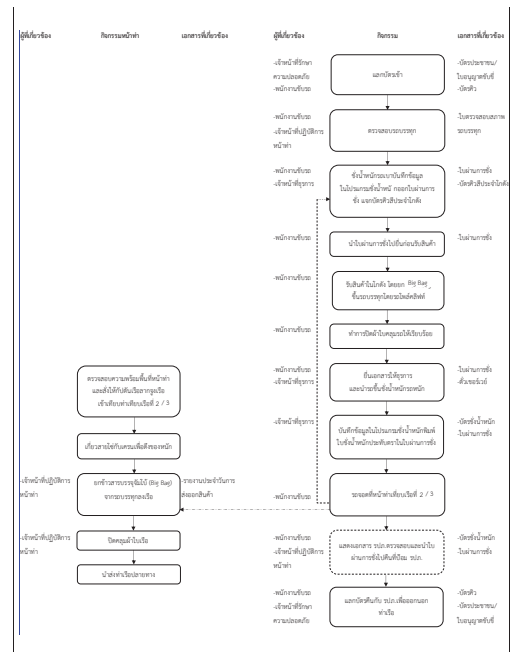 ผู้ที่เกี่ยวข้อง
กิจกรรมหน้าท่า
เอกสารที่เกี่ยวข้อง
ผู้ที่เกี่ยวข้อง
กิจกรรม
เอกสารที่เกี่ยวข้อง
-เจ้าหน้าที่รักษา
ความปลอดภัย
-พนักงานขับรถ
แลกบัตรเข้า
-บัตรประชาชน/
ใบอนุญาตขับขี่
-บัตรคิว
-พนักงานขับรถ
-เจ้าหน้าที่ปฏิบัติการ
หน้าท่า
ตรวจสอบรถบรรทุก
-ใบตรวจสอบสภาพ
รถบรรทุก
-พนักงานขับรถ
-เจ้าหน้าที่ธุรการ
ชั่งน้ำหนักรถเบาบันทึกข้อมูล
ในโปรแกรมชั่งน้ำหนั กออกใบผ่านการ
ชั่ง แจกบัตรคิวสีประจำโกดัง
-ใบผ่านการชั่ง
-บัตรคิวสีประจำโกดัง
-พนักงานขับรถ
นำใบผ่านการชั่งไปยื่นก่อนรับสินค้า
-ใบผ่านการชั่ง
-พนักงานขับรถ
รับสินค้าในโกดัง โดยยก Big Bag
ขึ้นรถบรรทุกโดยรถโฟล์คลิฟท์
-พนักงานขับรถ
ทำการปิดผ้าใบคลุมรถให้เรียบร้อย
-พนักงานขับรถ
-เจ้าหน้าที่ธุรการ
ยื่นเอกสารให้ธุรการ
และนำรถขึ้นชั่งน้ำหนักรถหนัก
-ใบผ่านการชั่ง
-ตั๋วเซอร์เวย์
-เจ้าหน้าที่ธุรการ
บันทึกข้อมูลในโปรแกรมชั่งน้ำหนักพิมพ์
ใบชั่งน้ำหนักประทับตราในใบผ่านการชั่ง
-บัตรชั่งน้ำหนัก
-ใบผ่านการชั่ง
-พนักงานขับรถ
รถจอดที่หน้าท่าเทียบเรือที่ 2 / 3
-พนักงานขับรถ
-เจ้าหน้าที่ปฏิบัติการ
หน้าท่า
แสดงเอกสาร รปภ.ตรวจสอบและนำใบ
ผ่านการชั่งไปคืนที่ป้อม รปภ.
-บัตรชั่งน้ำหนัก
-ใบผ่านการชั่ง
-พนักงานขับรถ
-เจ้าหน้าที่รักษา
ความปลอดภัย
แลกบัตรคืนกับ รปภ.เพื่อออกนอก
ท่าเรือ
-บัตรคิว
-บัตรประชาชน/
ใบอนุญาตขับขี่
ตรวจสอบความพร้อมพื้นที่หน้าท่า
และสั่งให้กัปตันเรือลากจูงเรือ
เข้าเทียบท่าเทียบเรือที่ 2 / 3
เกี่ยวสายโซ่กับเครนเพื่อดึงของหนัก
-เจ้าหน้าที่ปฏิบัติการ
หน้าท่า
ยกข้าวสารบรรจุจัมโบ้ (Big Bag)
จากรถบรรทุกลงเรือ
-รายงานประจำวันการ
ส่งออกสินค้า
-เจ้าหน้าที่ปฏิบัติการ
หน้าท่า
ปิดคลุมผ้าใบเรือ
นำส่งท่าเรือปลายทาง